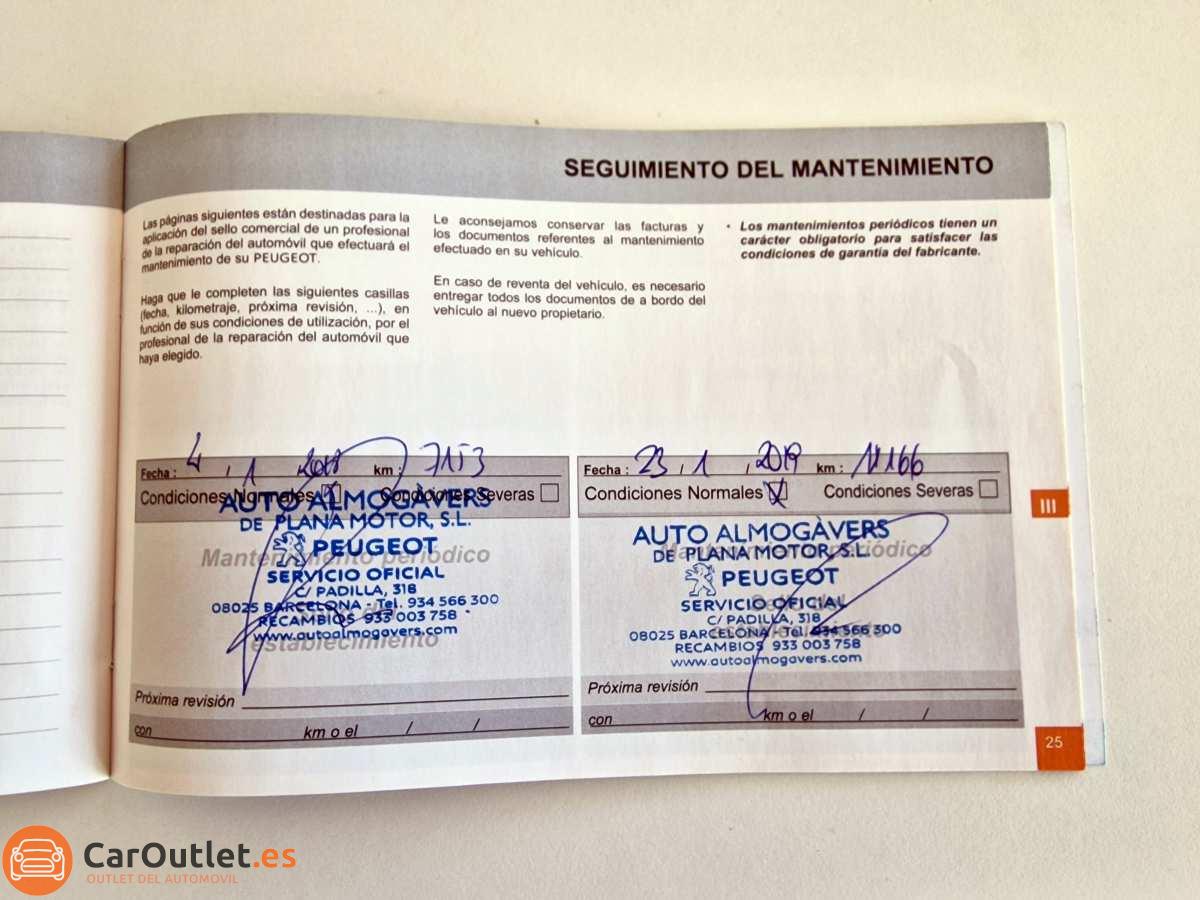 SEGUIMIENTO DEL MANTENIMIENTO
Las páginas siguientes están destinadas para la
aplicación del sello comercial de un profesional
de la reparación del automóvil que efectuará el
mantenimiento de su PEUGEOT.
Haga que le completen las siguientes casillas
(fecha, kilometraje, próxima revisión, ...), en
función de sus condiciones de utilización, por el
profesional de la reparación del automóvil que
haya elegido.
Le aconsejamos conservar las facturas y
los documentos referentes al mantenimiento
efectuado en su vehículo.
En caso de reventa del vehículo, es necesario
entregar todos los documentos de a bordo del
vehículo al nuevo propietario.
• Los mantenimientos periódicos tienen un
carácter obligatorio para satisfacer las
condiciones de garantía del fabricante.
Fecha : 4 / 1 / 2018 km : 7153
Condiciones Normales Condiciones Severas
AUTO ALMOGÀVERS
DE PLANA MOTOR, S.L.
PEUGEOT
Mantenimiento periódico
SERVICIO OFICIAL
C/ PADILLA, 318
08025 BARCELONA - Tel. 934 566 300
RECAMBIOS 933 003 758
www.autoalmogavers.com
establecimiento
Próxima revisión
con km o el / /
Fecha : 23 / 1 / 2019 km : 11166
Condiciones Normales Condiciones Severas
AUTO ALMOGÀVERS
DE PLANA MOTOR, S.L.
Mantenimiento periódico
PEUGEOT
SERVICIO OFICIAL
C/ PADILLA, 318
08025 BARCELONA - Tel. 934 566 300
RECAMBIOS 933 003 758
www.autoalmogavers.com
Próxima revisión
con km o el / /
III
25
CarOutlet.es
OUTLET DEL AUTOMOVIL